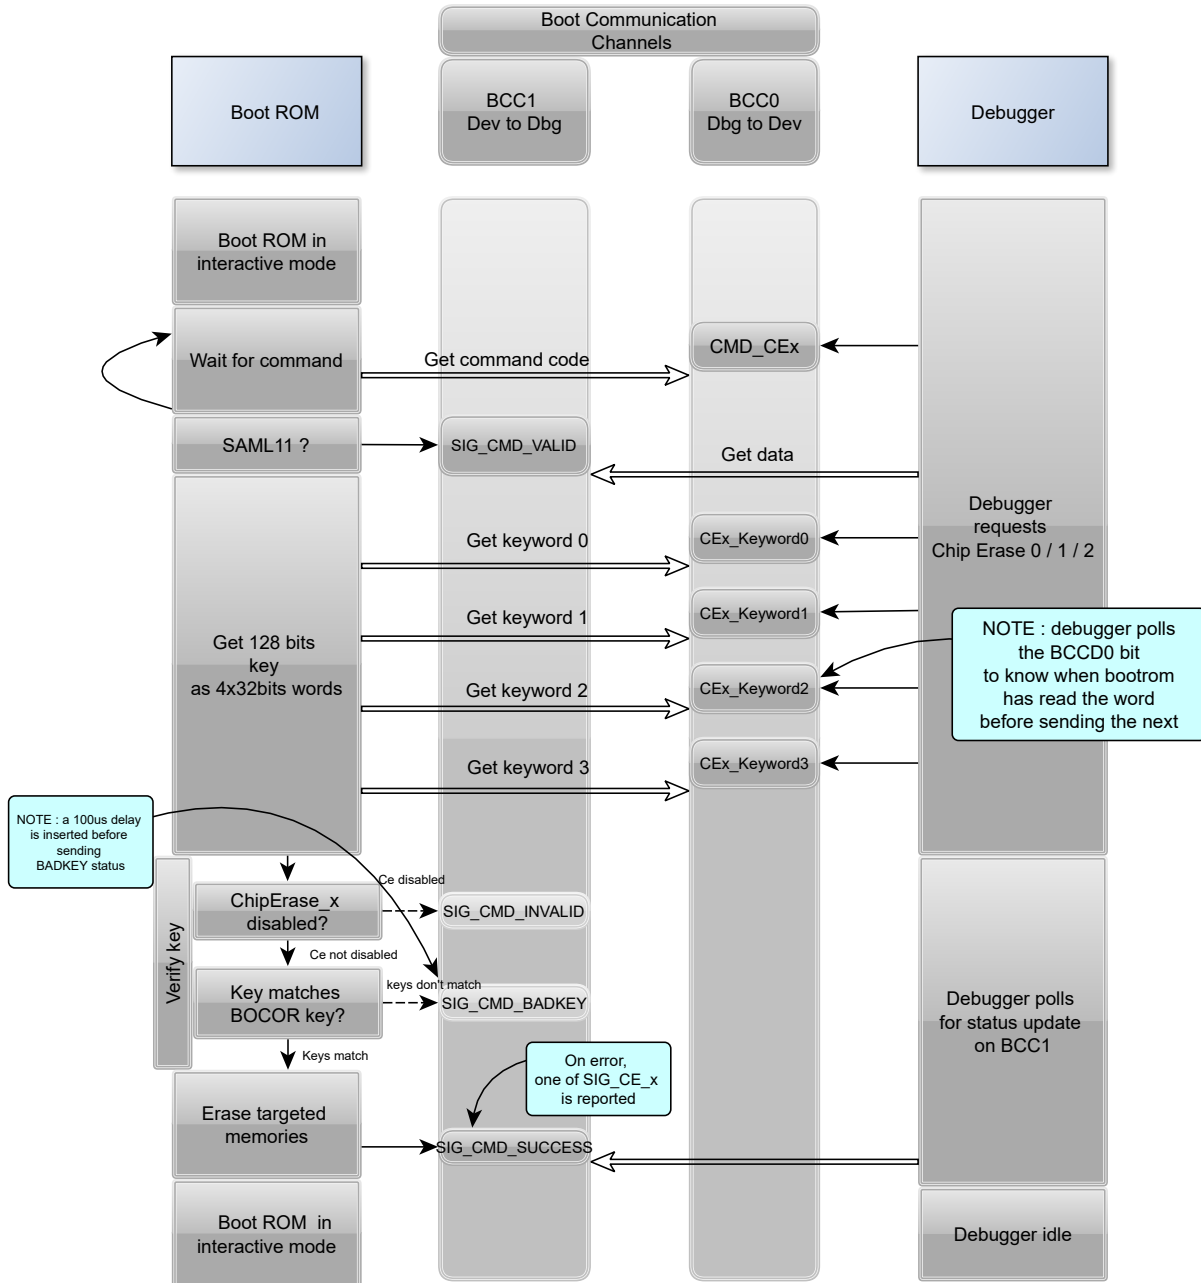 Boot Communication
Channels
Boot ROM
BCC1
Dev to Dbg
BCC0
Dbg to Dev
Debugger
Boot ROM in
interactive mode
Wait for command
Get command code
CMD_CEx
SAML11 ?
SIG_CMD_VALID
Get data
Debugger
requests
Chip Erase 0 / 1 / 2
Get 128 bits
key
as 4x32bits words
Get keyword 0
CEx_Keyword0
Get keyword 1
CEx_Keyword1
Get keyword 2
CEx_Keyword2
Get keyword 3
CEx_Keyword3
NOTE : debugger polls
the BCCD0 bit
to know when bootrom
has read the word
before sending the next
NOTE : a 100us delay
is inserted before
sending
BADKEY status
Verify key
ChipErase_x
disabled?
Ce disabled
SIG_CMD_INVALID
Ce not disabled
Key matches
BOCOR key?
keys don't match
SIG_CMD_BADKEY
Debugger polls
for status update
on BCC1
Keys match
On error,
one of SIG_CE_x
is reported
Erase targeted
memories
SIG_CMD_SUCCESS
Boot ROM in
interactive mode
Debugger idle